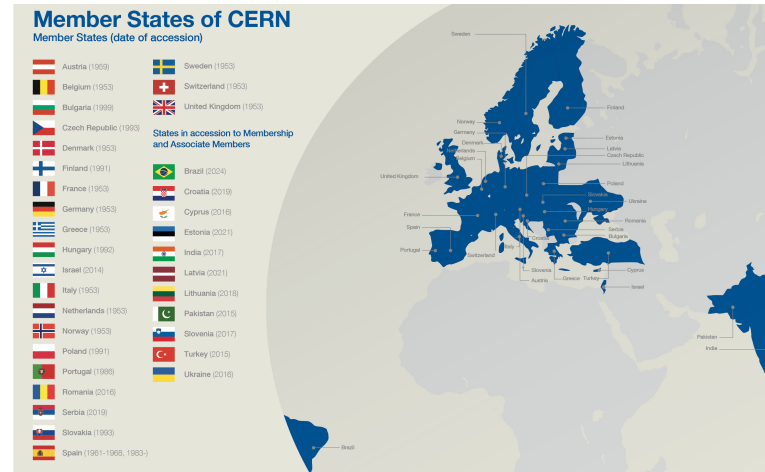 Member States of CERN
Member States (date of accession)
Austria (1959)
Belgium (1953)
Bulgaria (1999)
Czech Republic (1993)
Denmark (1953)
Finland (1991)
France (1953)
Germany (1953)
Greece (1953)
Hungary (1992)
Israel (2014)
Italy (1953)
Netherlands (1953)
Norway (1953)
Poland (1991)
Portugal (1986)
Romania (2016)
Serbia (2019)
Slovakia (1993)
Spain (1961-1968, 1983-)
Sweden (1953)
Switzerland (1953)
United Kingdom (1953)
States in accession to Membership
and Associate Members
Brazil (2024)
Croatia (2019)
Cyprus (2016)
Estonia (2021)
India (2017)
Latvia (2021)
Lithuania (2018)
Pakistan (2015)
Slovenia (2017)
Turkey (2015)
Ukraine (2016)
Sweden
Finland
Norway
Germany
Denmark
Netherlands
Belgium
United Kingdom
Estonia
Latvia
Czech Republic
Lithuania
Poland
Slovakia
Ukraine
Hungary
Romania
Serbia
Bulgaria
France
Spain
Portugal
Switzerland
Italy
Croatia
Slovenia
Austria
Greece
Turkey
Cyprus
Israel
Pakistan
India
Brazil